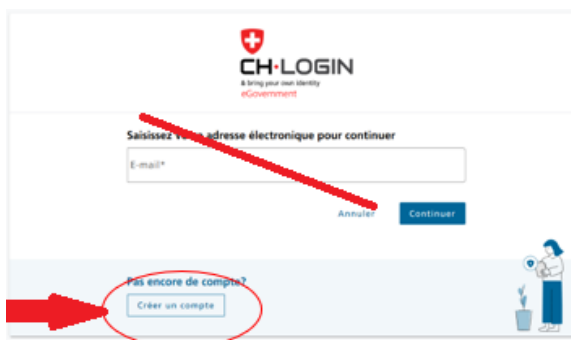 CH·LOGIN
& bring your own identity
eGovernment
Saisissez votre adresse électronique pour continuer
E-mail*
Annuler
Continuer
Pas encore de compte?
Créer un compte